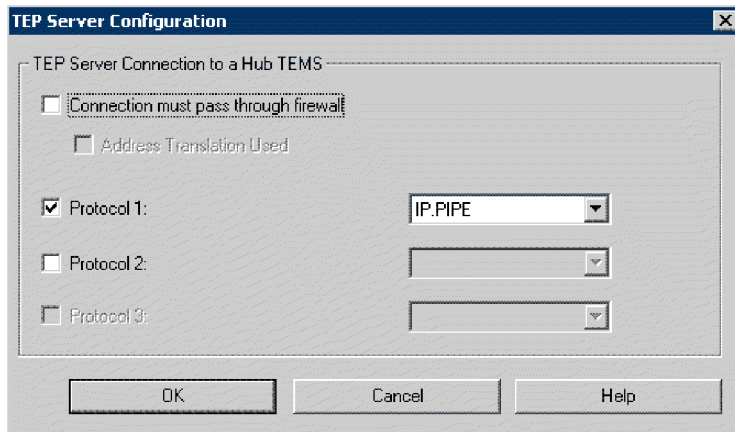 TEP Server Configuration
TEP Server Connection to a Hub TEMS
Connection must pass through firewall
Address Translation Used
Protocol 1:
IP.PIPE
Protocol 2:
Protocol 3:
OK
Cancel
Help